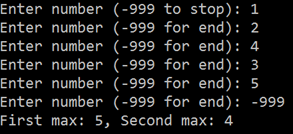 Enter number (-999 to stop): 1
Enter number (-999 for end): 2
Enter number (-999 for end): 4
Enter number (-999 for end): 3
Enter number (-999 for end): 5
Enter number (-999 for end): -999
First max: 5, Second max: 4